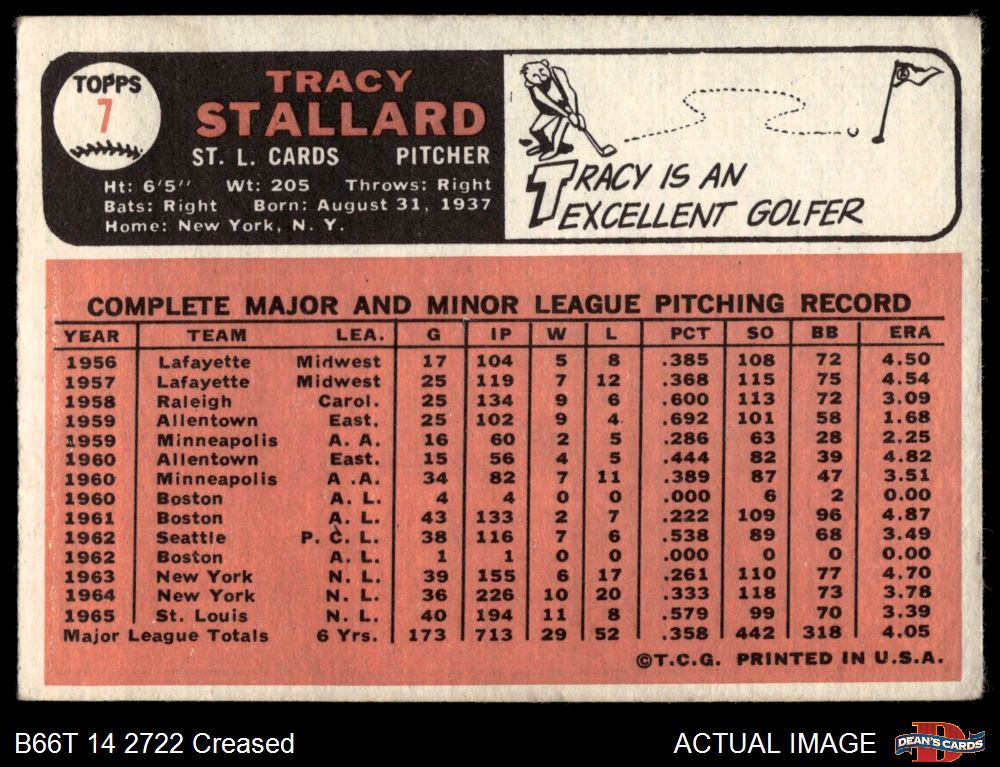 TOPPS
7
TRACY
STALLARD
ST. L. CARDS PITCHER
Ht: 6'5" Wt: 205 Throws: Right
Bats: Right Born: August 31, 1937
Home: New York, N. Y.
TRACY IS AN
EXCELLENT GOLFER
COMPLETE MAJOR AND MINOR LEAGUE PITCHING RECORD
YEAR TEAM LEA. G IP W L PCT SO BB ERA
1956 Lafayette Midwest 17 104 5 8 .385 108 72 4.50
1957 Lafayette Midwest 25 119 7 12 .368 115 75 4.54
1958 Raleigh Carol. 25 134 9 6 .600 113 72 3.09
1959 Allentown East. 25 102 9 4 .692 101 58 1.68
1959 Minneapolis A. A. 16 60 2 5 .286 63 28 2.25
1960 Allentown East. 15 56 4 5 .444 82 39 4.82
1960 Minneapolis A .A. 34 82 7 11 .389 87 47 3.51
1960 Boston A. L. 4 4 0 0 .000 6 2 0.00
1961 Boston A. L. 43 133 2 7 .222 109 96 4.87
1962 Seattle P. C. L. 38 116 7 6 .538 89 68 3.49
1962 Boston A. L. 1 1 0 0 .000 0 0 0.00
1963 New York N. L. 39 155 6 17 .261 110 77 4.70
1964 New York N. L. 36 226 10 20 .333 118 73 3.78
1965 St. Louis N. L. 40 194 11 8 .579 99 70 3.39
Major League Totals 6 Yrs. 173 713 29 52 .358 442 318 4.05
©T.C.G. PRINTED IN U.S.A.
B66T 14 2722 Creased ACTUAL IMAGE DEAN'S CARDS